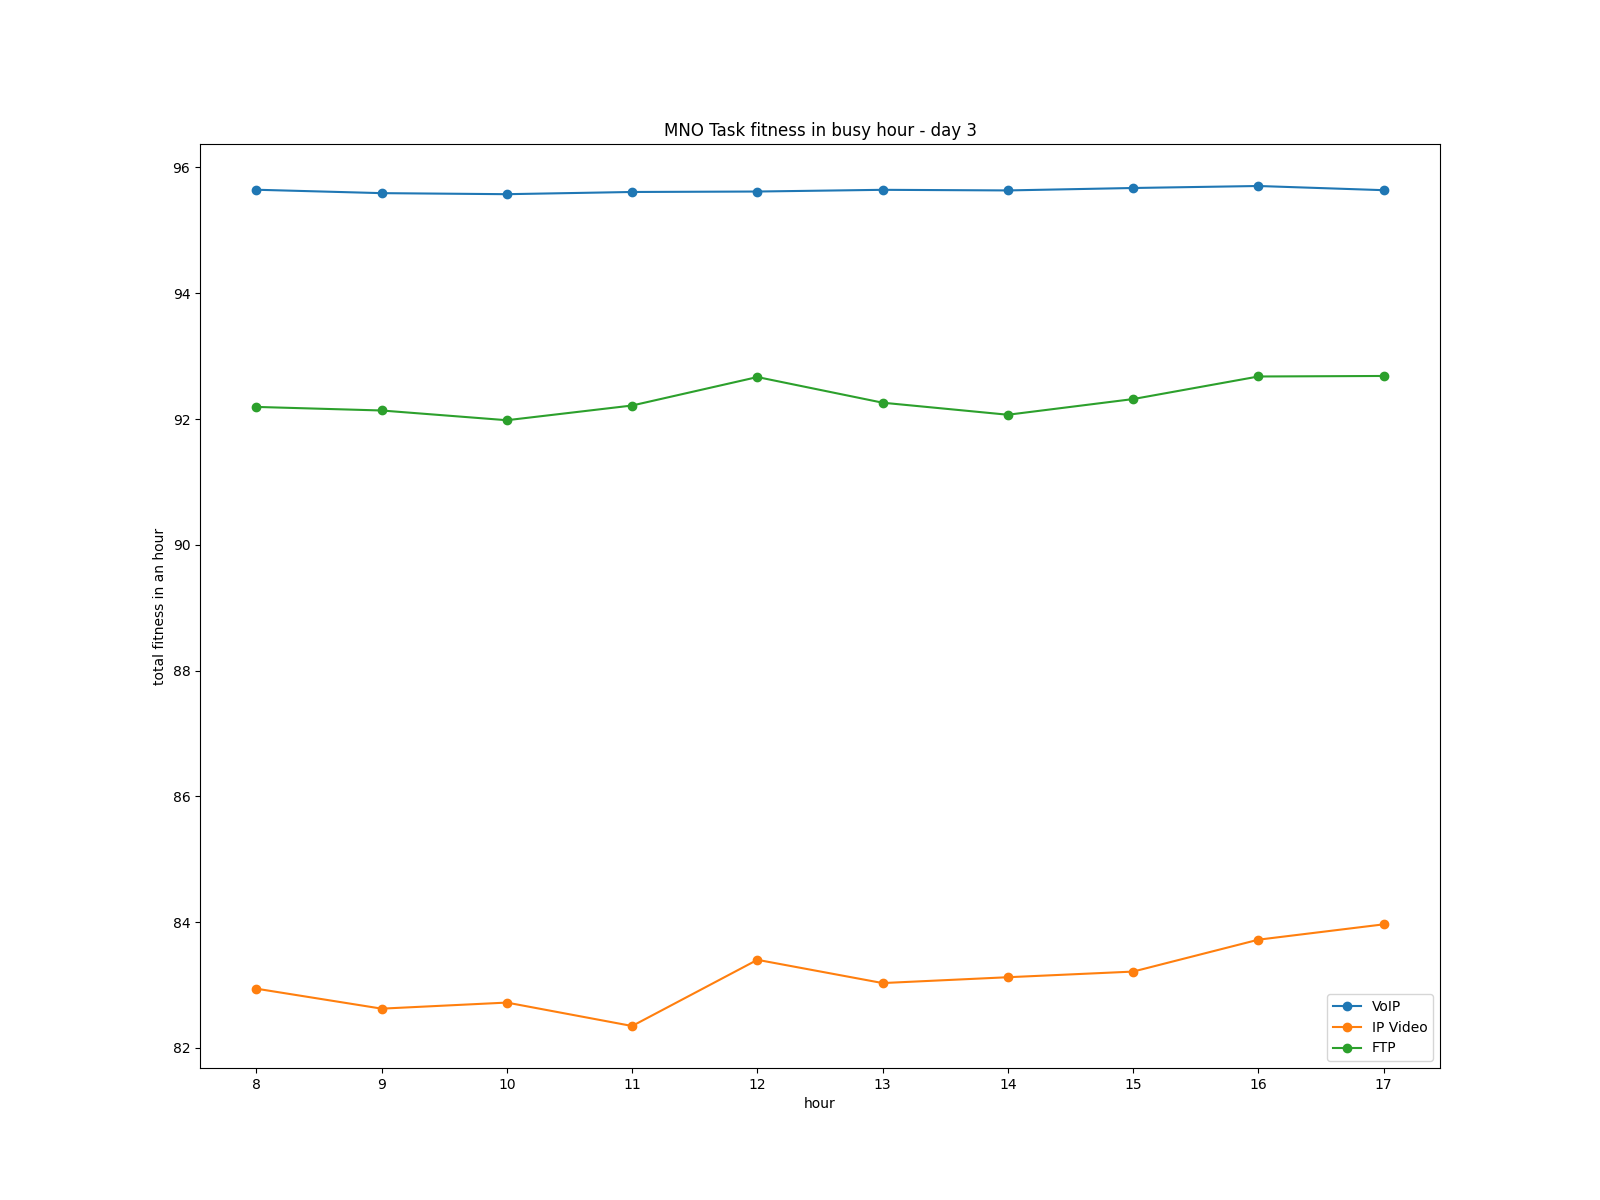 MNO Task fitness in busy hour - day 3
96
94
92
90
88
86
84
82
total fitness in an hour
8 9 10 11 12 13 14 15 16 17
hour
VoIP
IP Video
FTP